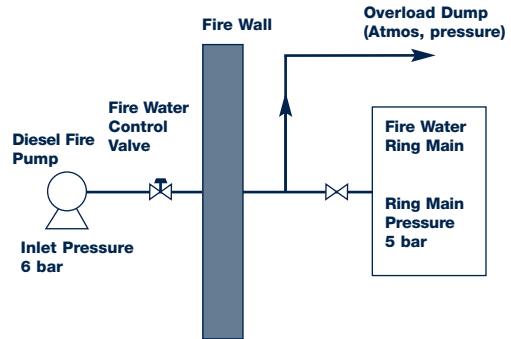 Overload Dump
(Atmos, pressure)
Fire Wall
Fire Water
Control
Valve
Diesel Fire
Pump
Fire Water
Ring Main
Ring Main
Pressure
5 bar
Inlet Pressure
6 bar